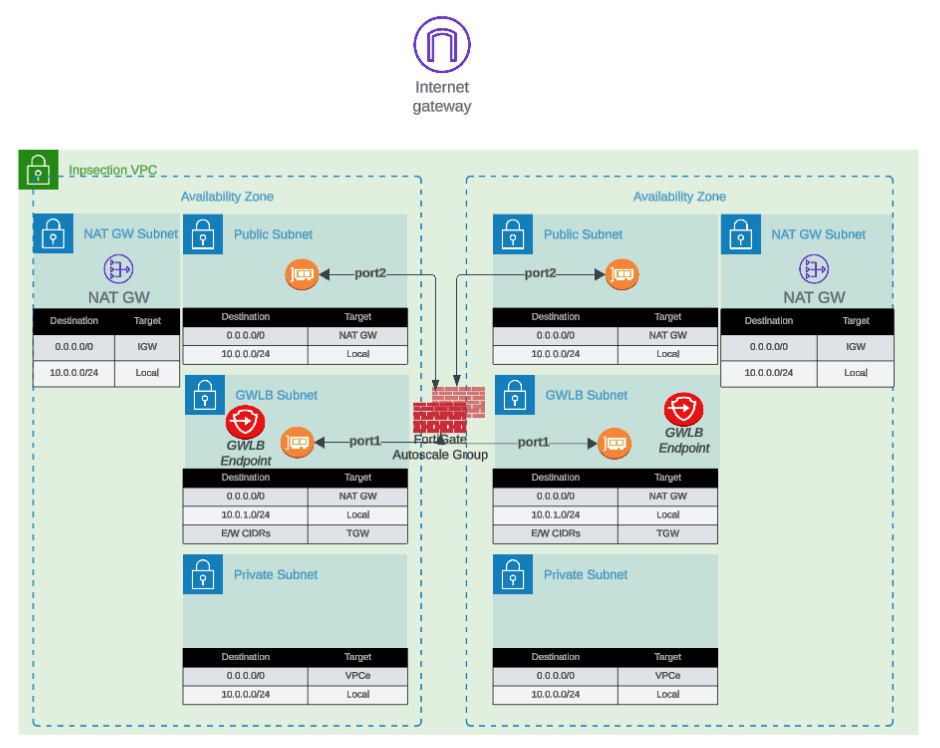 Internet
gateway
Inpsection VPC
Availability Zone
Availability Zone
NAT GW Subnet
NAT GW
Destination Target
0.0.0.0/0 IGW
10.0.0.0/24 Local
Public Subnet
port2
Destination Target
0.0.0.0/0 NAT GW
10.0.0.0/24 Local
Public Subnet
port2
Destination Target
0.0.0.0/0 NAT GW
10.0.0.0/24 Local
NAT GW Subnet
NAT GW
Destination Target
0.0.0.0/0 IGW
10.0.0.0/24 Local
GWLB Subnet
GWLB
Endpoint
port1
Destination Target
0.0.0.0/0 NAT GW
10.0.1.0/24 Local
E/W CIDRs TGW
FortiGate
Autoscale Group
GWLB Subnet
port1
GWLB
Endpoint
Destination Target
0.0.0.0/0 NAT GW
10.0.1.0/24 Local
E/W CIDRs TGW
Private Subnet
Destination Target
0.0.0.0/0 VPCe
10.0.0.0/24 Local
Private Subnet
Destination Target
0.0.0.0/0 VPCe
10.0.0.0/24 Local